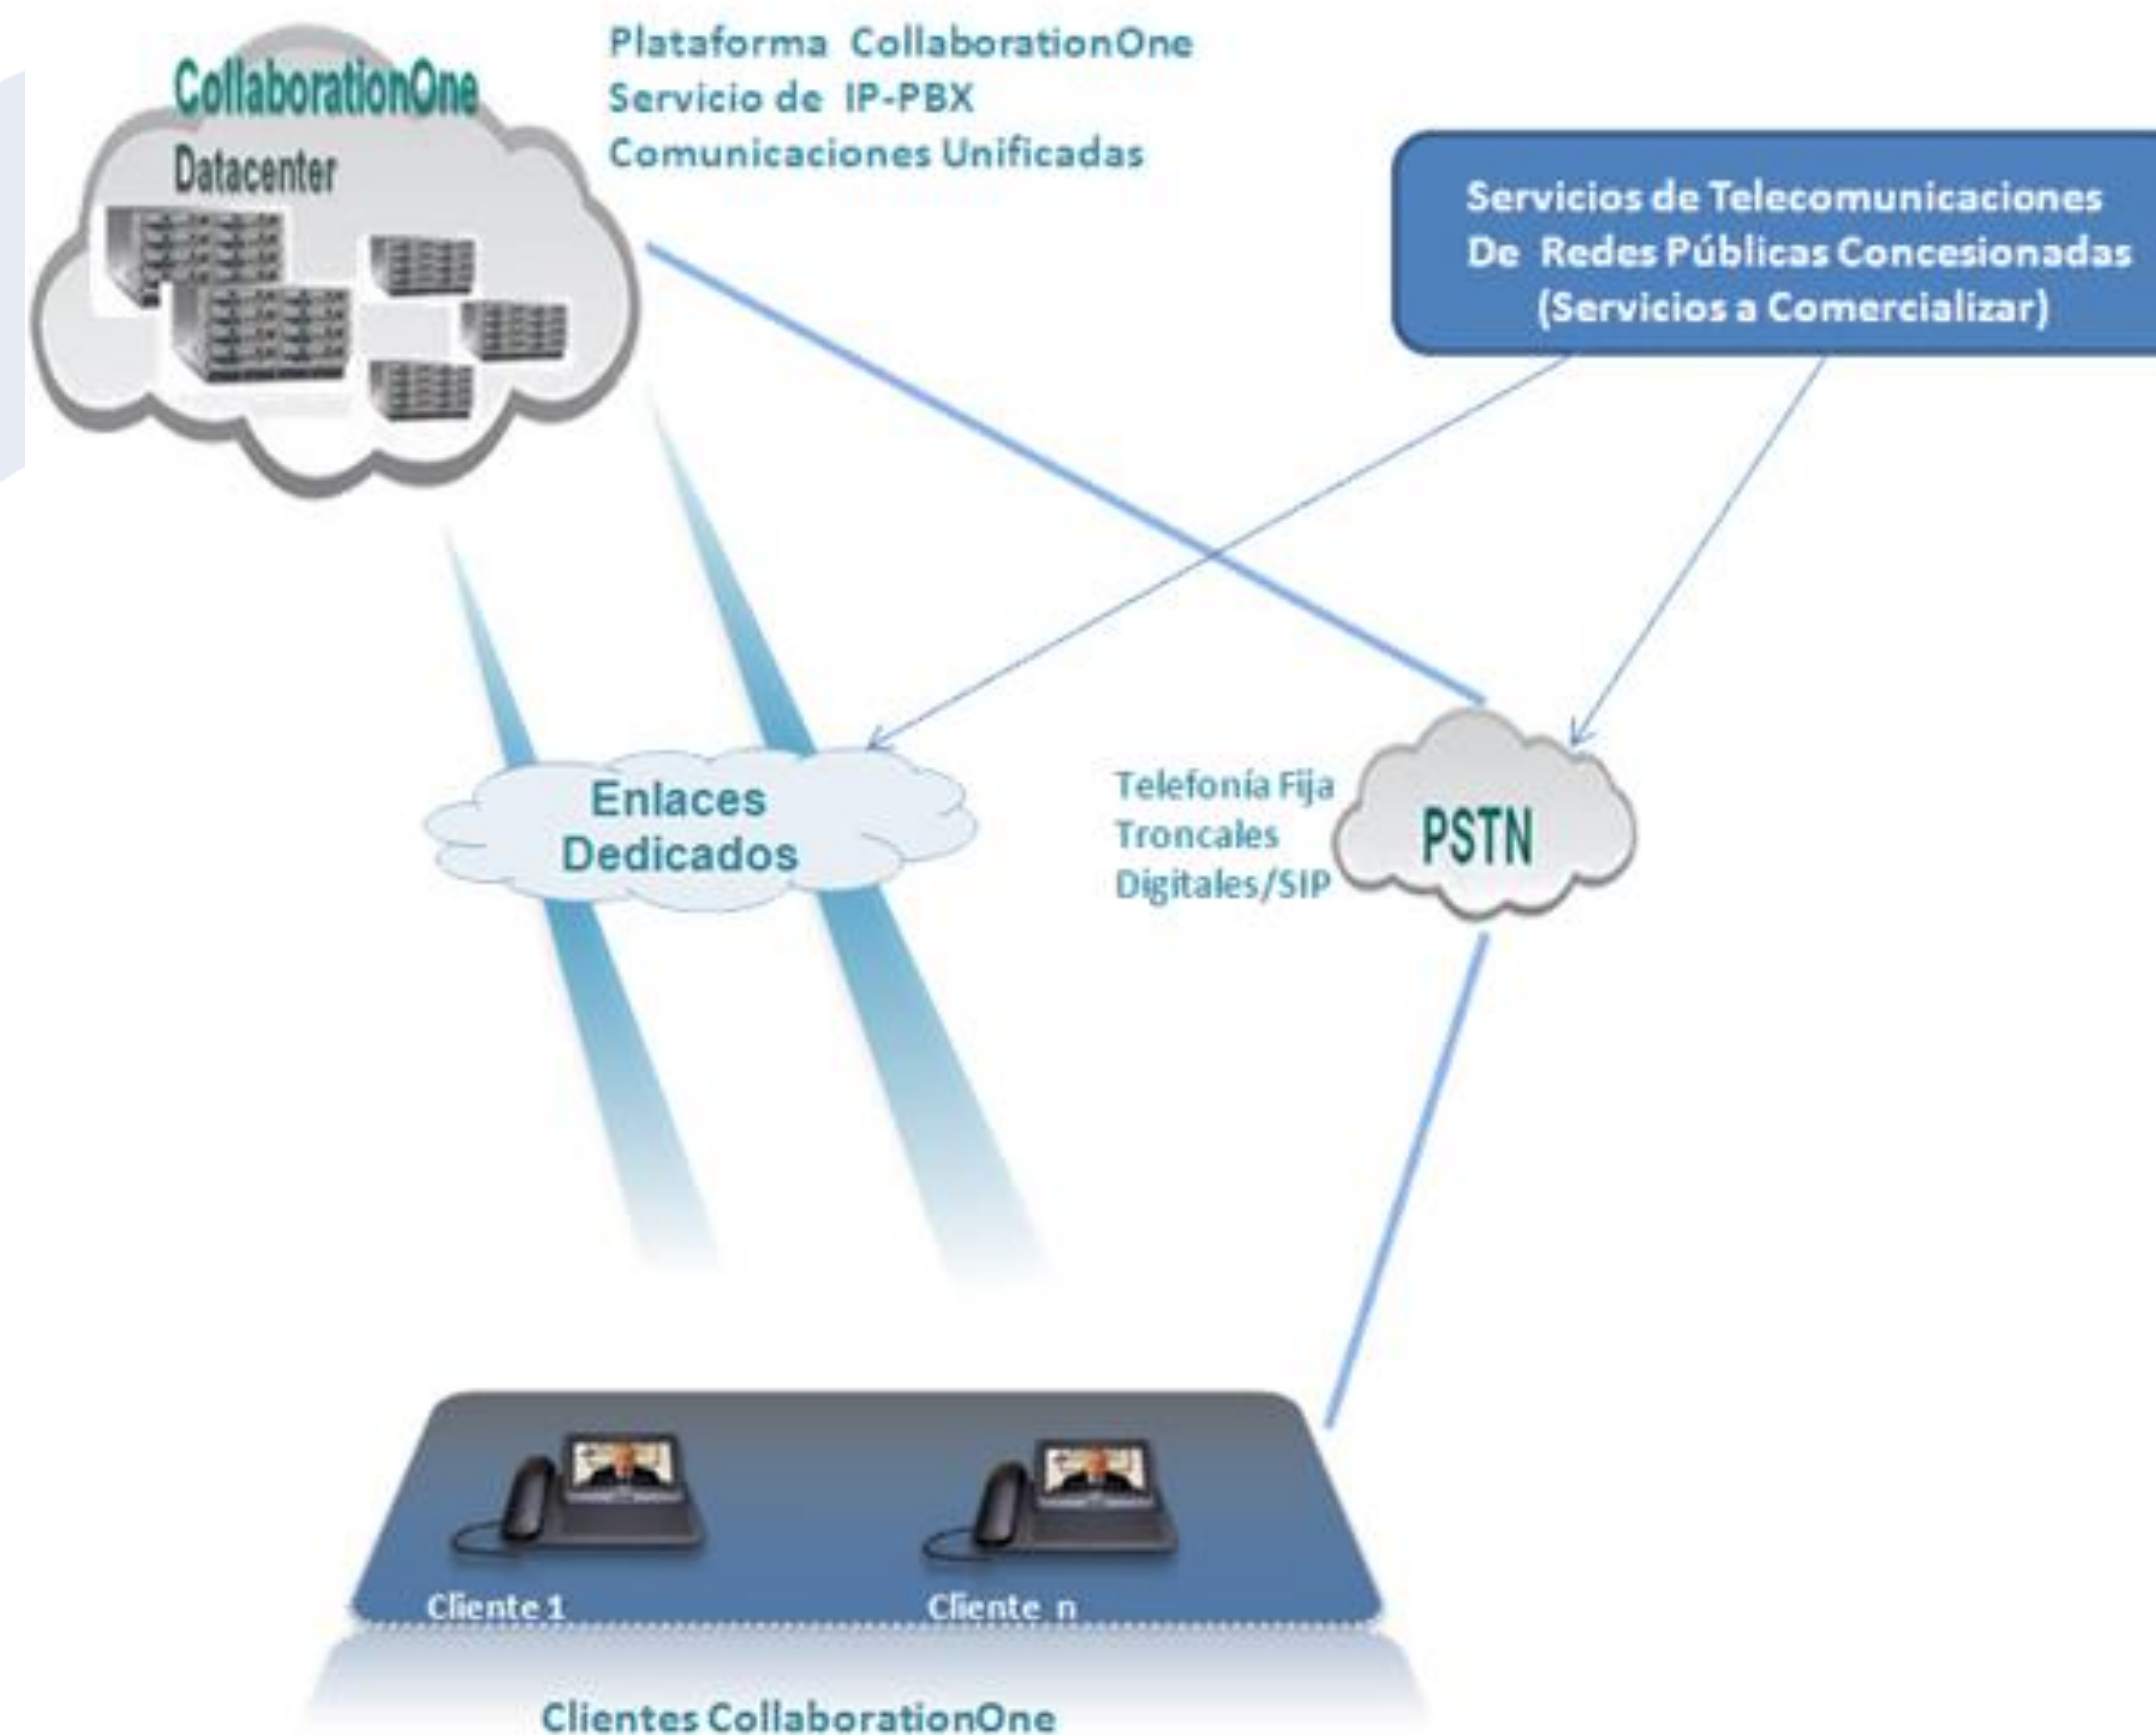 CollaborationOne
Datacenter
Plataforma CollaborationOne
Servicio de IP-PBX
Comunicaciones Unificadas
Servicios de Telecomunicaciones
De Redes Públicas Concesionadas
(Servicios a Comercializar)
Enlaces
Dedicados
Telefonía Fija
Troncales
Digitales/SIP
PSTN
Cliente 1
Cliente n
Clientes CollaborationOne